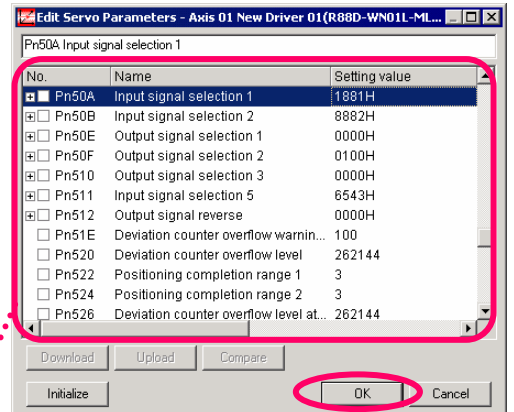 Edit Servo Parameters - Axis 01 New Driver 01(R88D-WN01L-ML...
Pn50A Input signal selection 1
No. Name Setting value
Pn50A Input signal selection 1 1881H
Pn50B Input signal selection 2 8882H
Pn50E Output signal selection 1 0000H
Pn50F Output signal selection 2 0100H
Pn510 Output signal selection 3 0000H
Pn511 Input signal selection 5 6543H
Pn512 Output signal reverse 0000H
Pn51E Deviation counter overflow warnin... 100
Pn520 Deviation counter overflow level 262144
Pn522 Positioning completion range 1 3
Pn524 Positioning completion range 2 3
Pn526 Deviation counter overflow level at... 262144
Download Upload Compare
Initialize OK Cancel